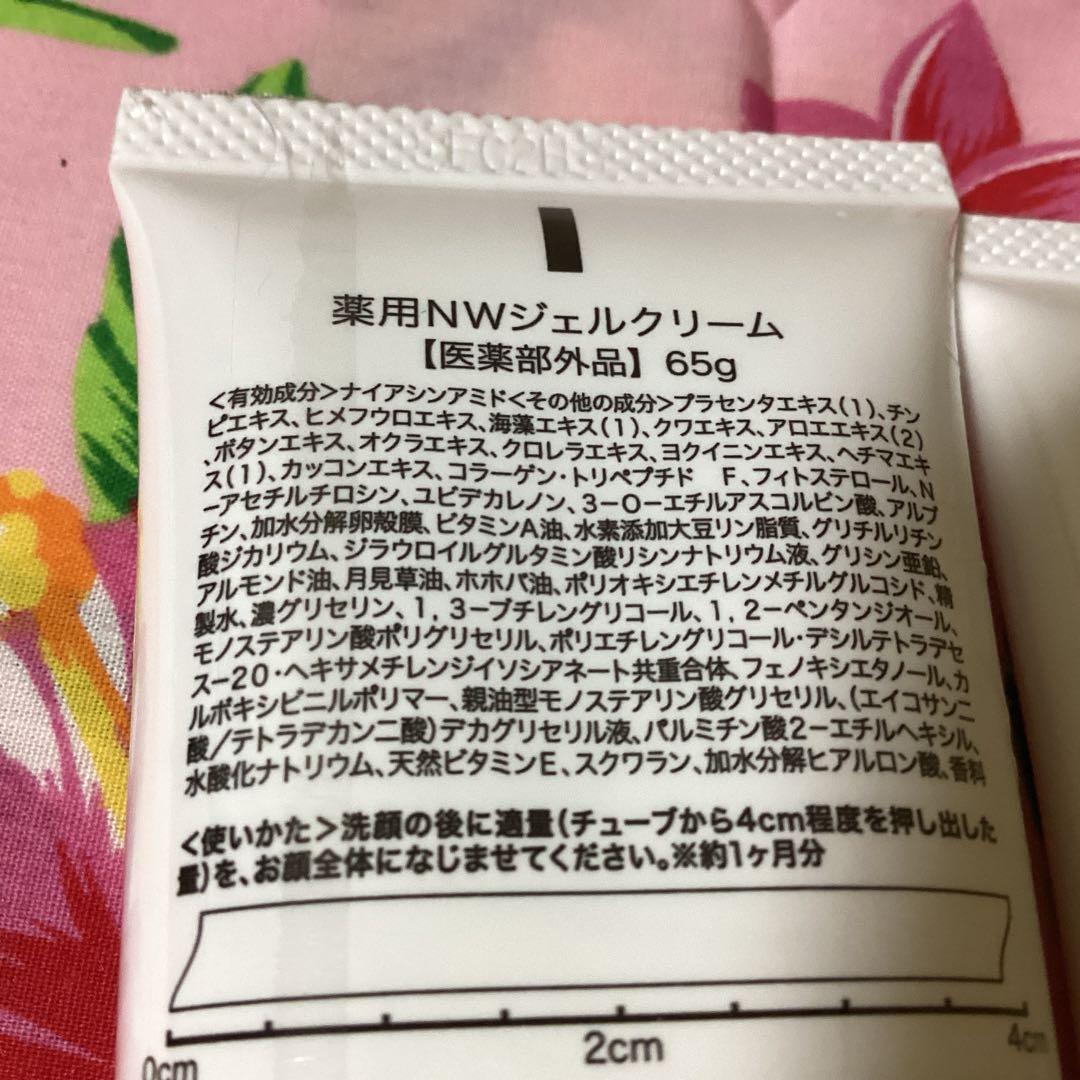 薬用NWジェルクリーム
【医薬部外品】 65g
<有効成分>ナイアシンアミド<その他の成分>プラセンタエキス(1)、チン
ピエキス、ヒメフウロエキス、海藻エキス(1)、クワエキス、アロエエキス(2)
、ボタンエキス、オクラエキス、クロレラエキス、ヨクイニンエキス、ヘチマエキ
ス(1)、カッコンエキス、コラーゲン・トリペプチド F、フィトステロール、N
−アセチルチロシン、ユビデカレノン、3−O−エチルアスコルビン酸、アルブ
チン、加水分解卵殻膜、ビタミンA油、水素添加大豆リン脂質、グリチルリチン
酸ジカリウム、ジラウロイルグルタミン酸リシンナトリウム液、グリシン亜鉛、
アルモンド油、月見草油、ホホバ油、ポリオキシエチレンメチルグルコシド、精
製水、濃グリセリン、1,3−ブチレングリコール、1,2−ペンタンジオール、
モノステアリン酸ポリグリセリル、ポリエチレングリコール・デシルテトラデセ
ス−20・ヘキサメチレンジイソシアネート共重合体、フェノキシエタノール、カ
ルボキシビニルポリマー、親油型モノステアリン酸グリセリル、(エイコサン二
酸/テトラデカン二酸)デカグリセリル液、パルミチン酸2−エチルヘキシル、
水酸化ナトリウム、天然ビタミンE、スクワラン、加水分解ヒアルロン酸、香料
<使いかた>洗顔の後に適量(チューブから4cm程度を押し出した
量)を、お顔全体になじませてください。※約1ヶ月分
0cm 2cm 4cm